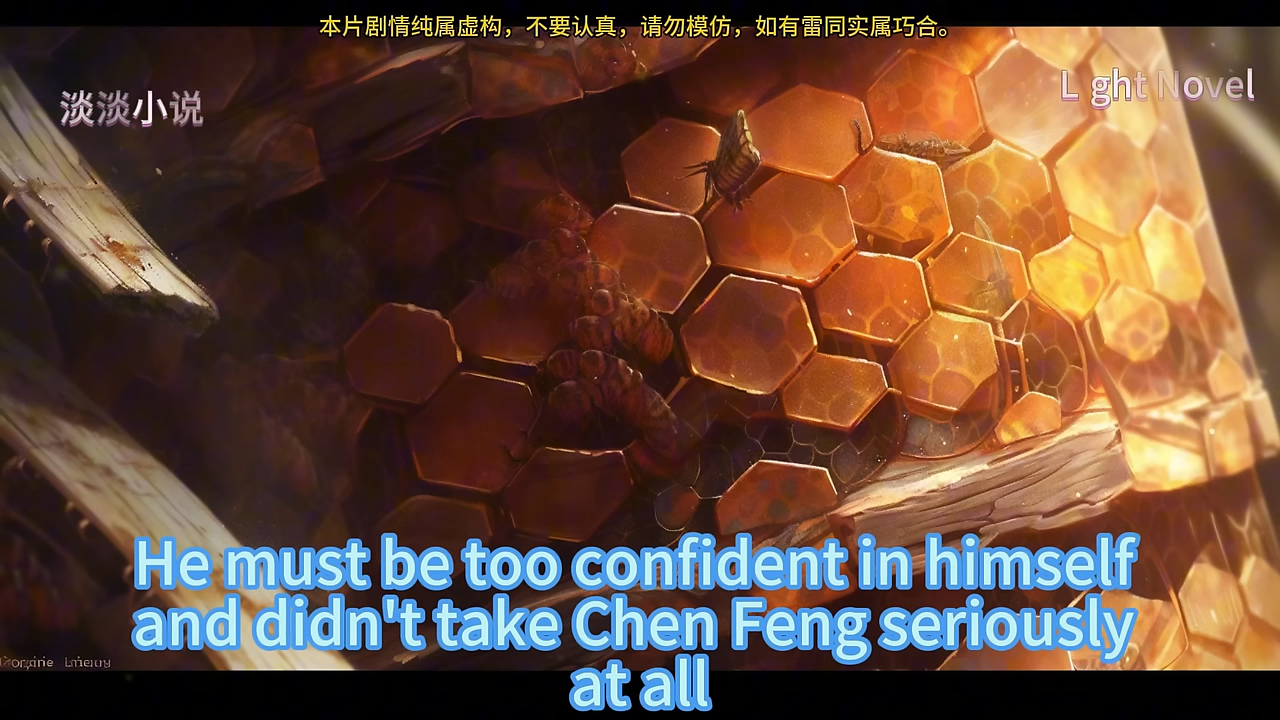 本片剧情纯属虚构，不要认真，请勿模仿，如有雷同实属巧合。
淡淡小说
L ght Novel
He must be too confident in himself
and didn't take Chen Feng seriously
at all